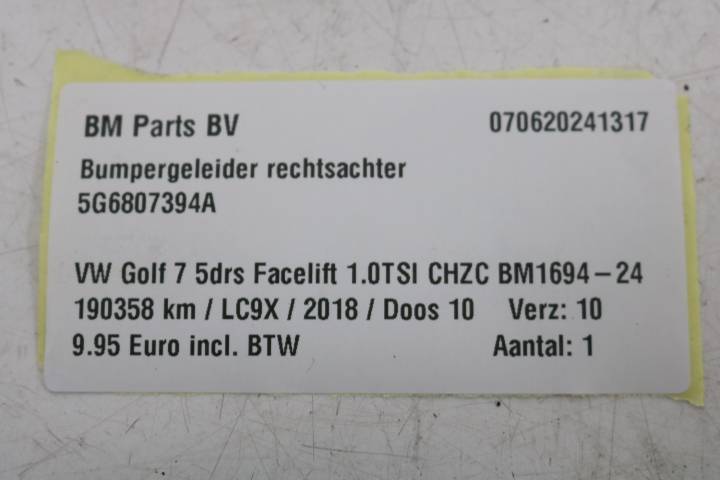 BM Parts BV 070620241317
Bumpergeleider rechtsachter
5G6807394A
VW Golf 7 5drs Facelift 1.0TSI CHZC BM1694-24
190358 km / LC9X / 2018 / Doos 10 Verz: 10
9.95 Euro incl. BTW Aantal: 1